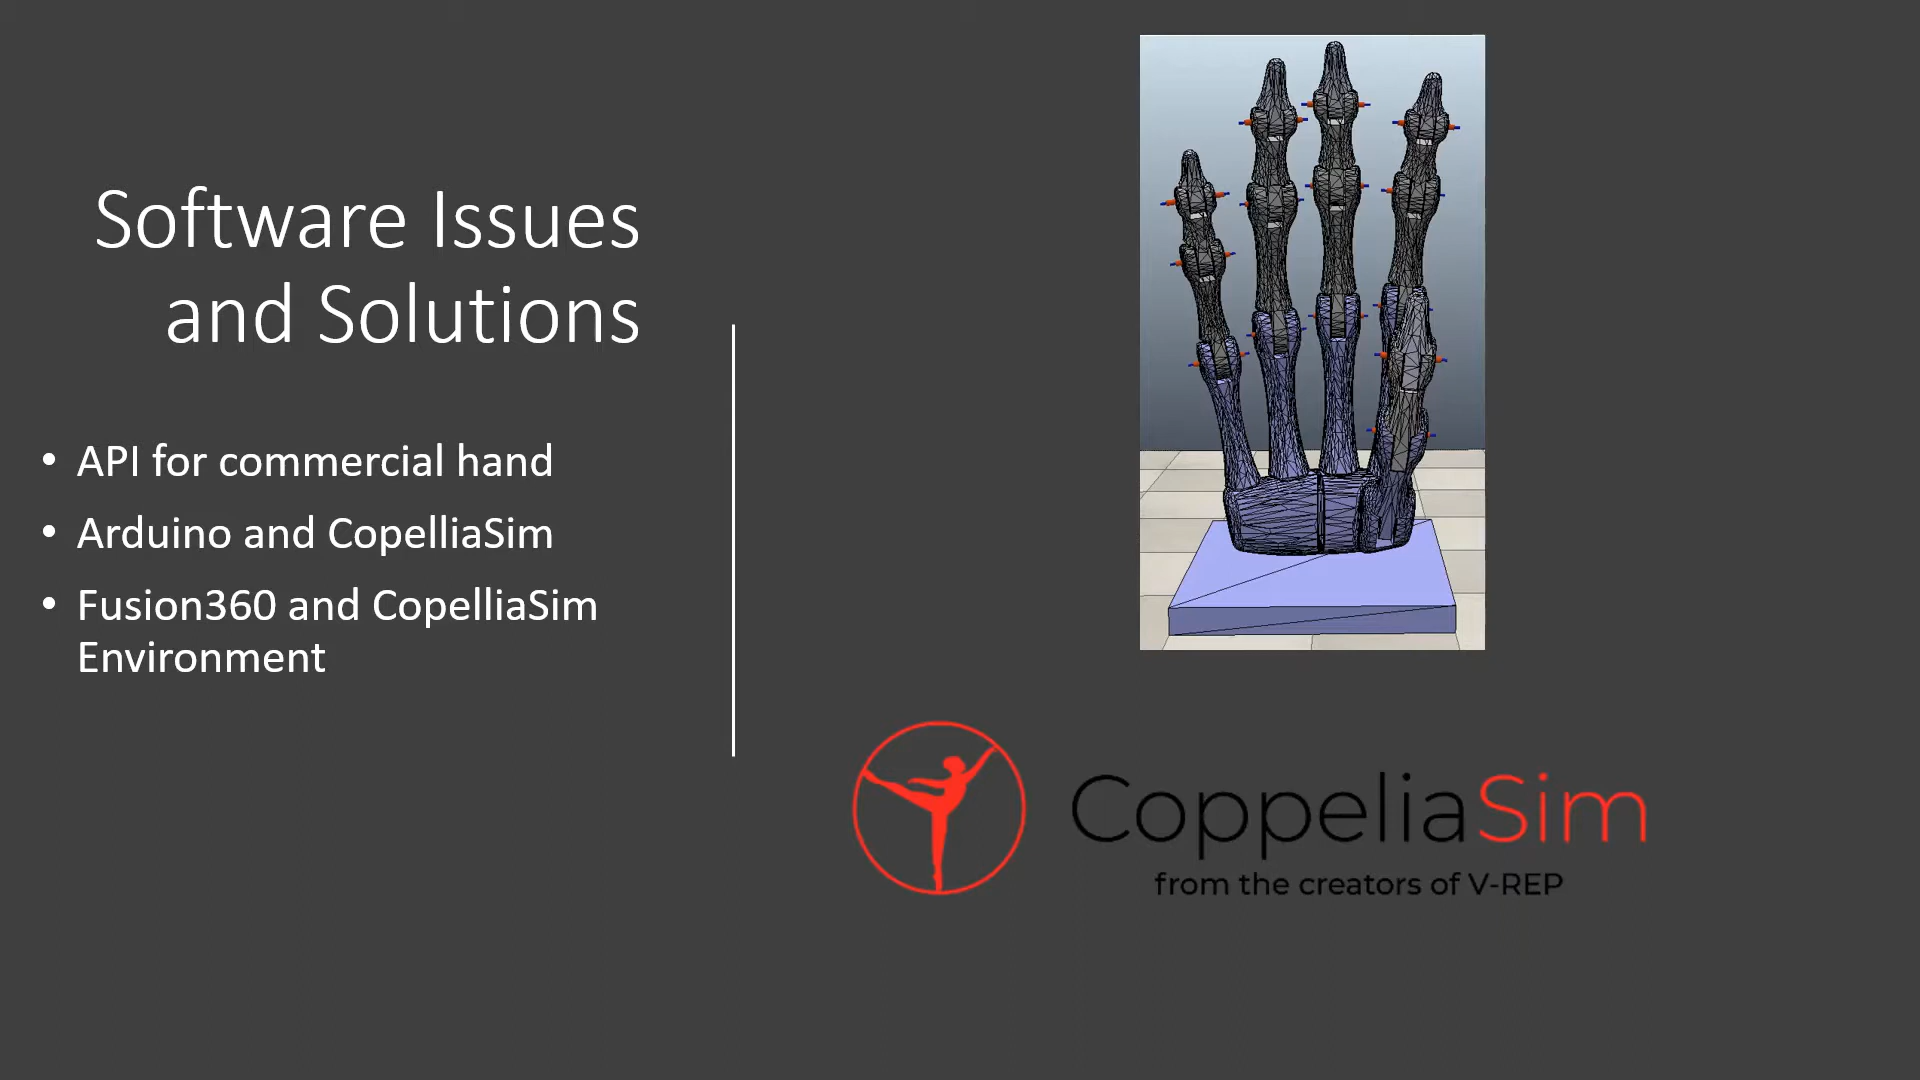 Software Issues
and Solutions
• API for commercial hand
• Arduino and CopelliaSim
• Fusion360 and CopelliaSim
Environment
CoppeliaSim
from the creators of V-REP